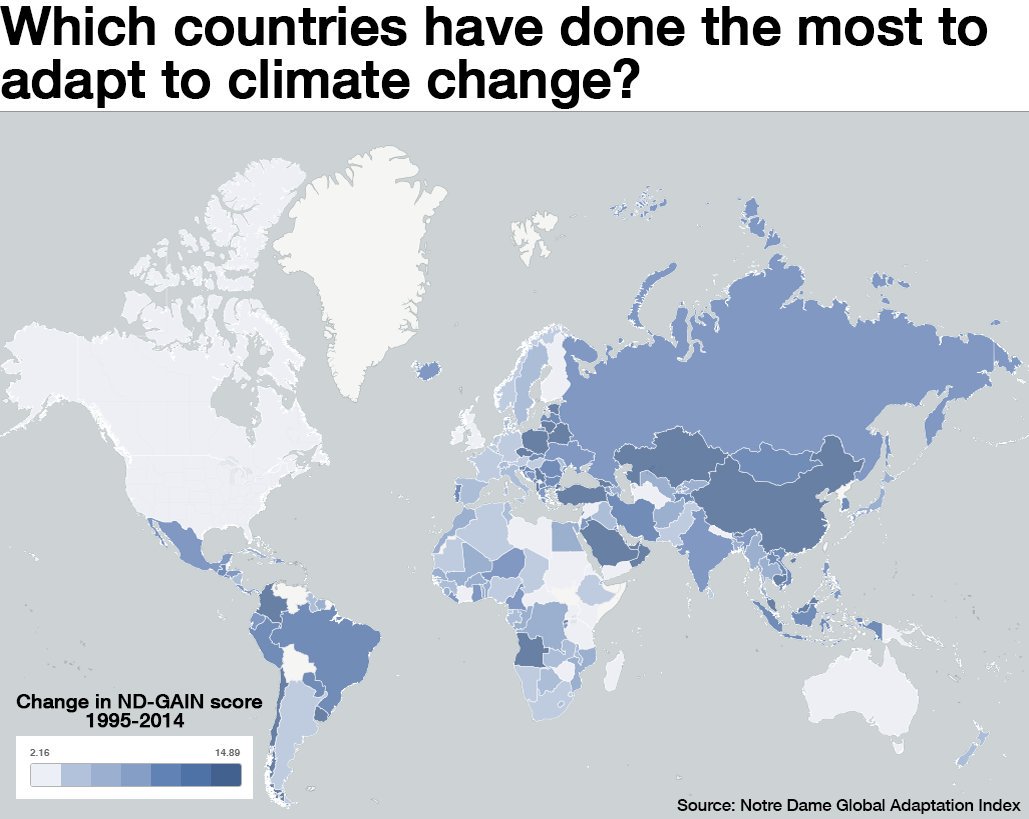 Which countries have done the most to
adapt to climate change?
Change in ND-GAIN score
1995-2014
2.16 14.89
Source: Notre Dame Global Adaptation Index